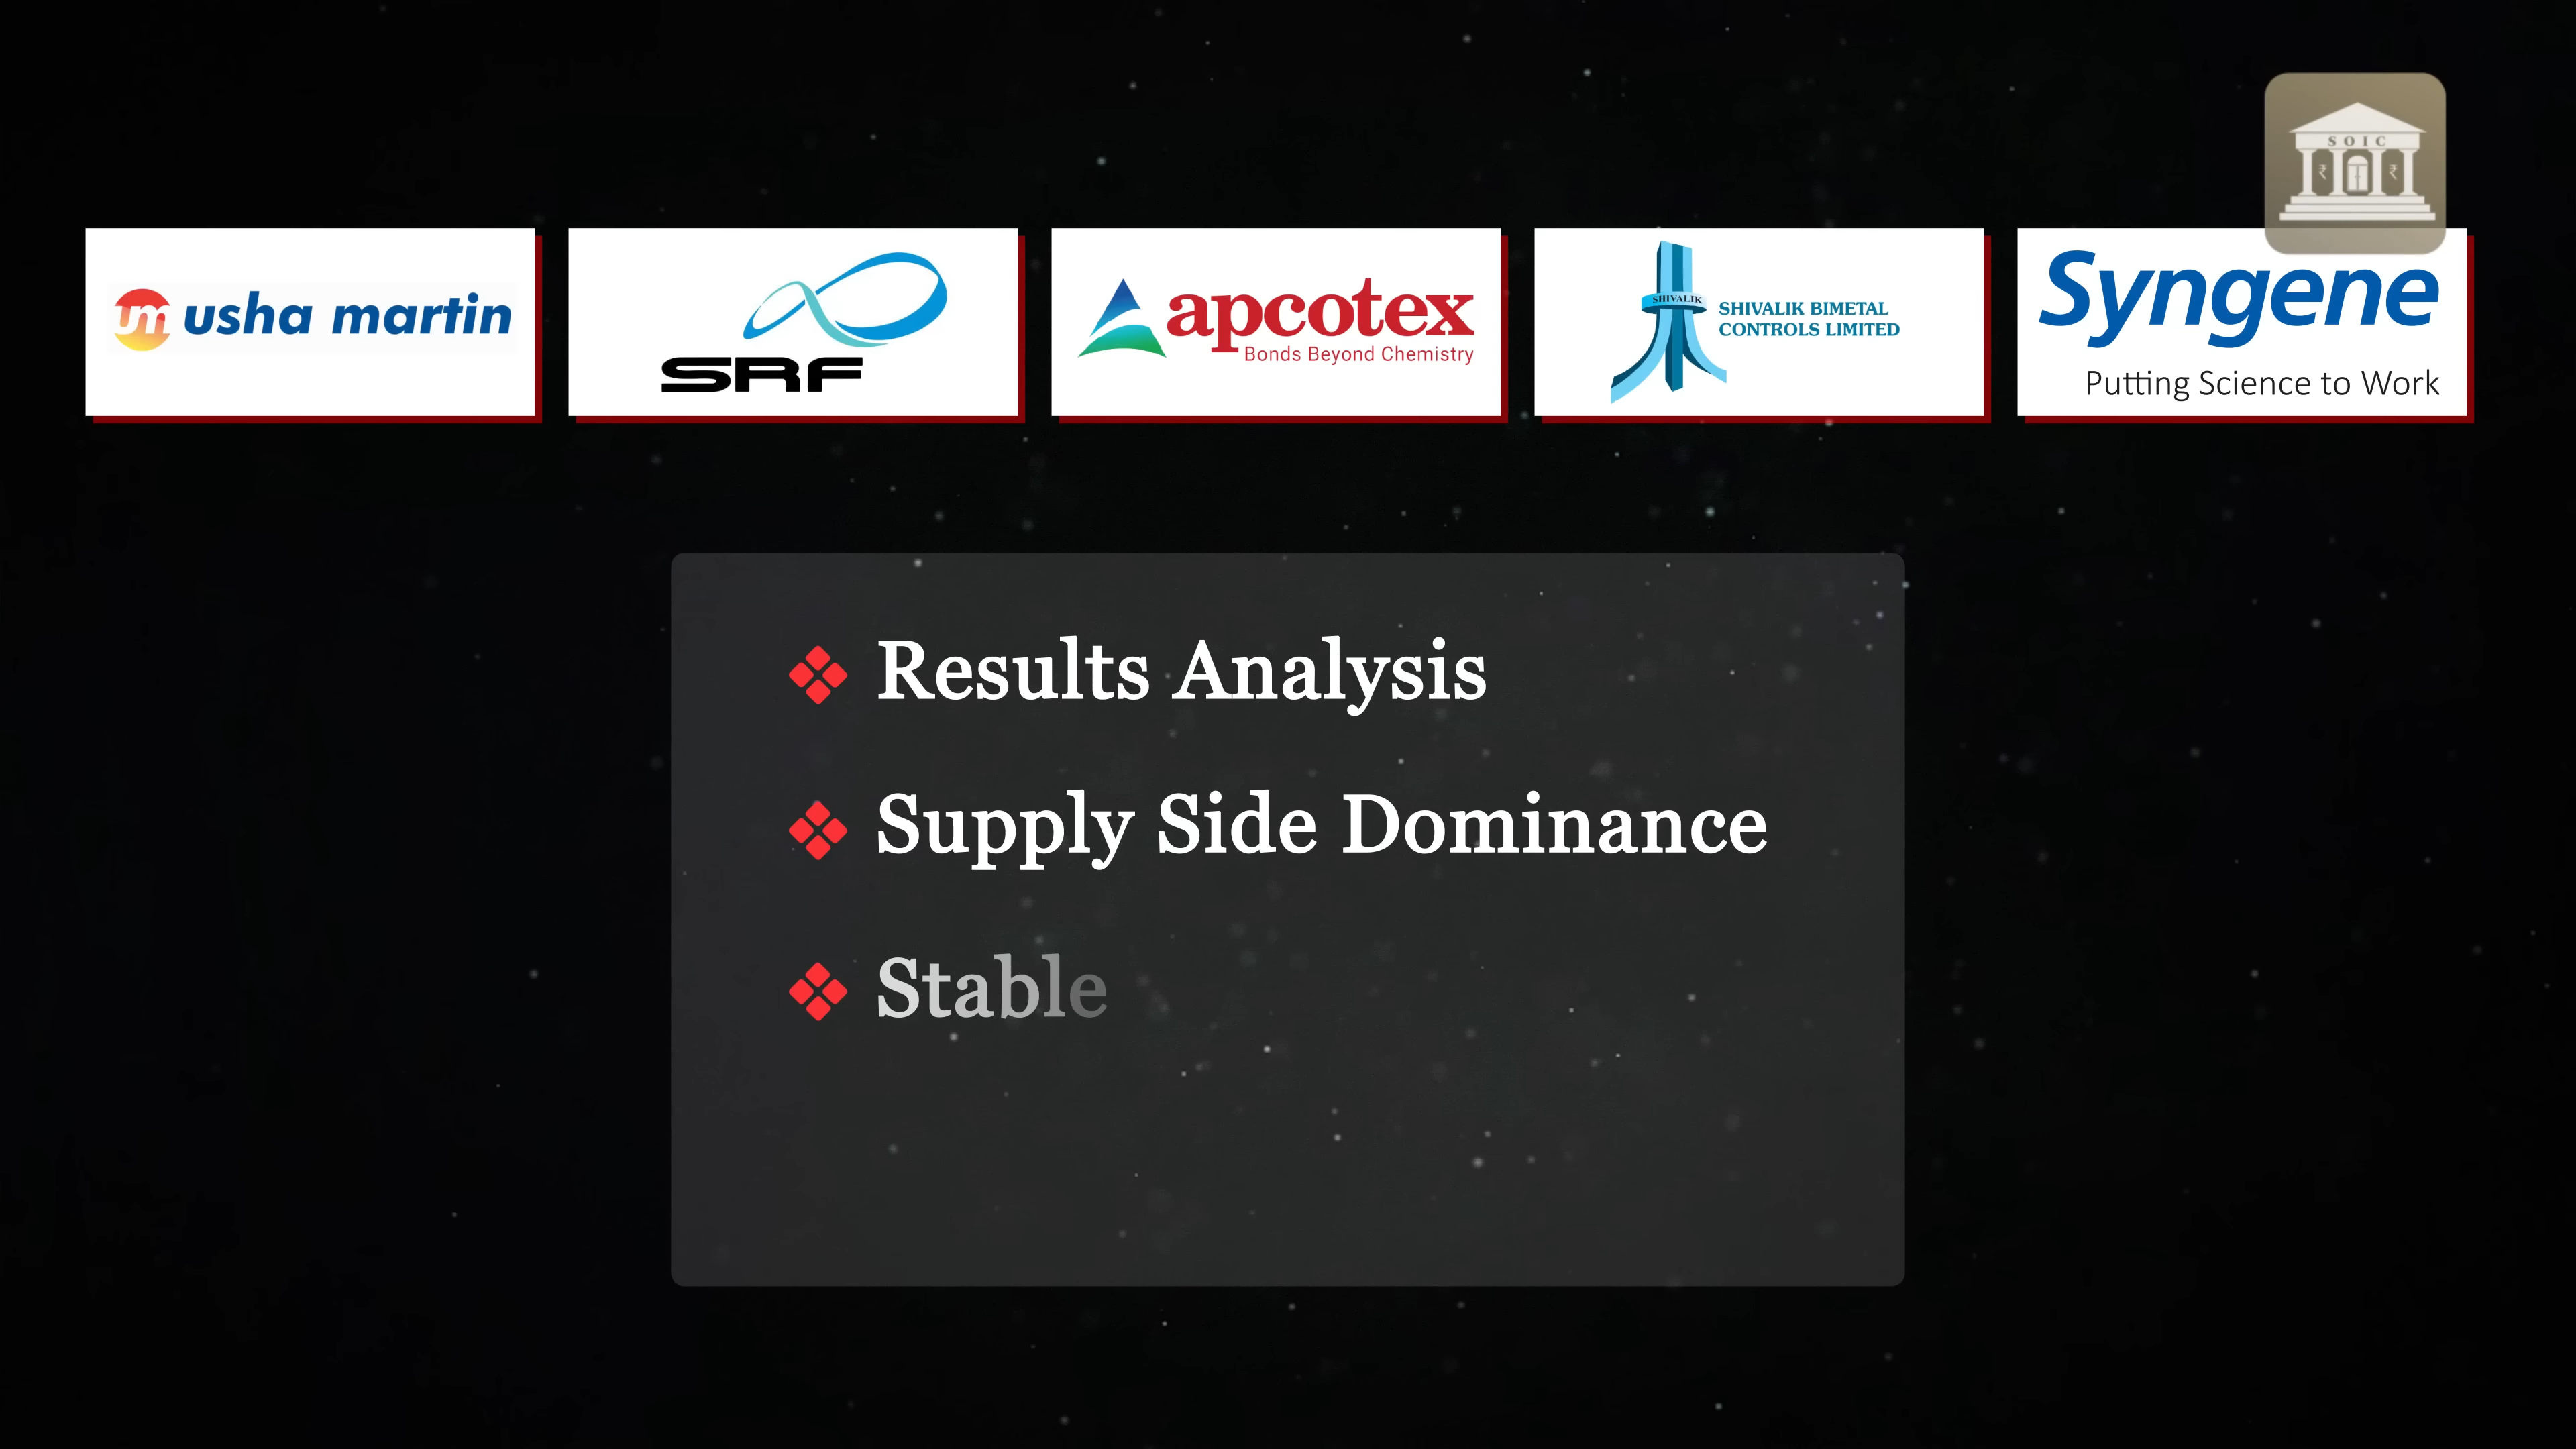 SOIC
₹ ₹
usha martin
SRF
apcotex
Bonds Beyond Chemistry
SHIVALIK
SHIVALIK BIMETAL
CONTROLS LIMITED
Syngene
Putting Science to Work
Results Analysis
Supply Side Dominance
Stable